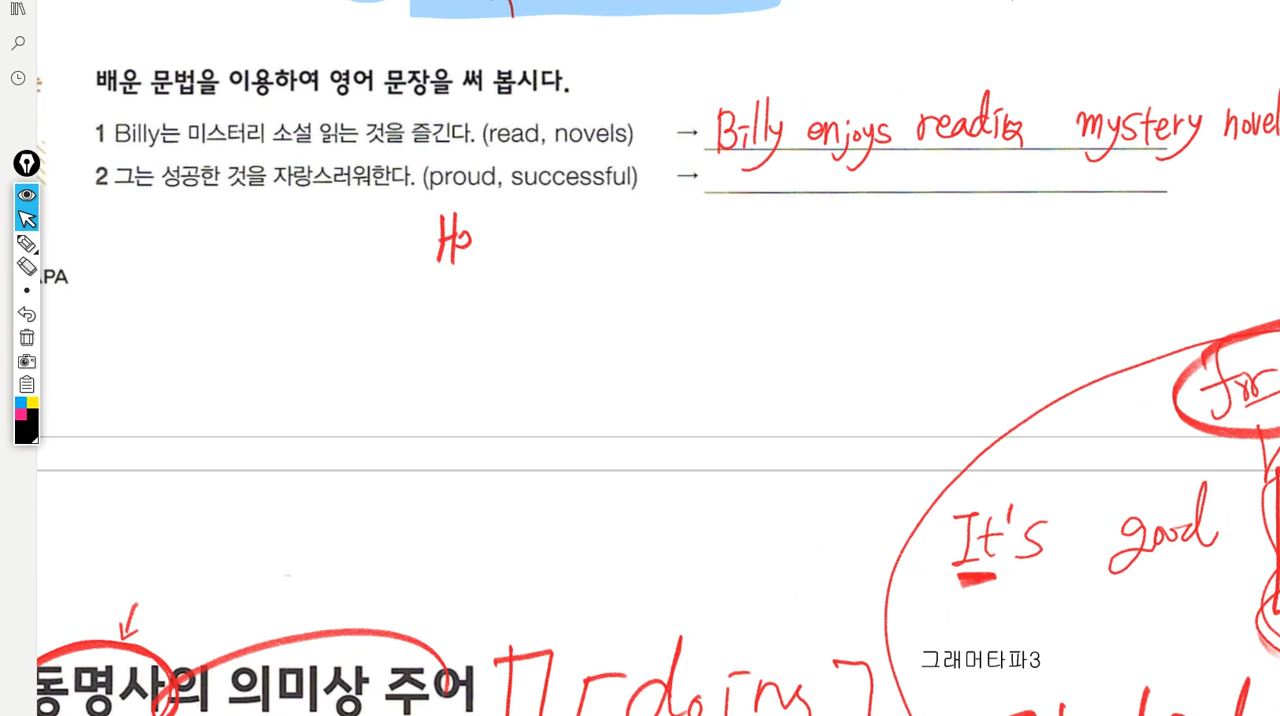 배운 문법을 이용하여 영어 문장을 써 봅시다.
1 Billy는 미스터리 소설 읽는 것을 즐긴다. (read, novels) → Billy enjoys reading mystery novel
2 그는 성공한 것을 자랑스러워한다. (proud, successful) →
APA
for
It's good
그래머타파3
동명사의 의미상 주어 doing